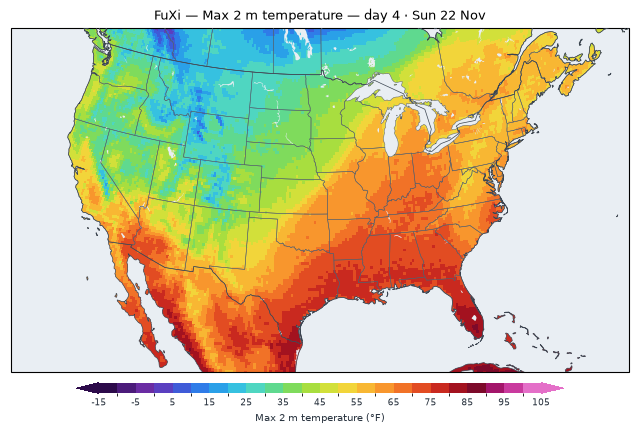 FuXi — Max 2 m temperature — day 4 · Sun 22 Nov
-15 -5 5 15 25 35 45 55 65 75 85 95 105
Max 2 m temperature (°F)